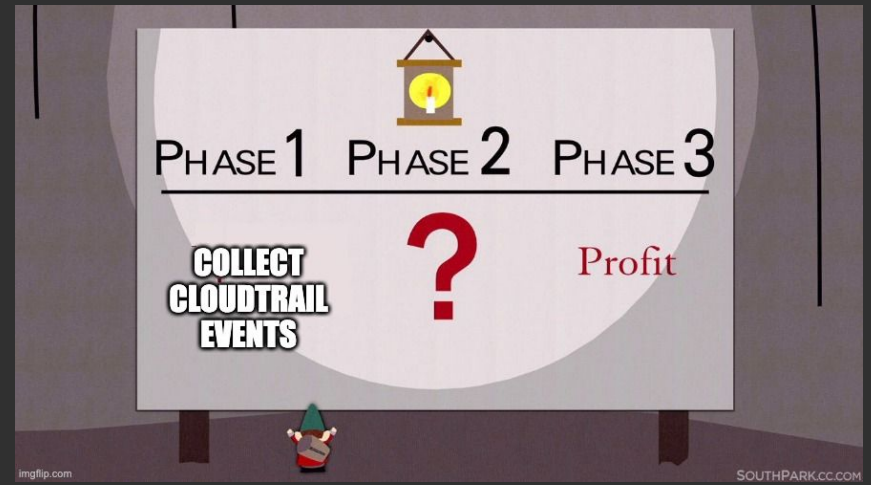 PHASE 1 PHASE 2 PHASE 3
COLLECT
CLOUDTRAIL
EVENTS
?
Profit
imgflip.com
SOUTHPARK.CC.COM